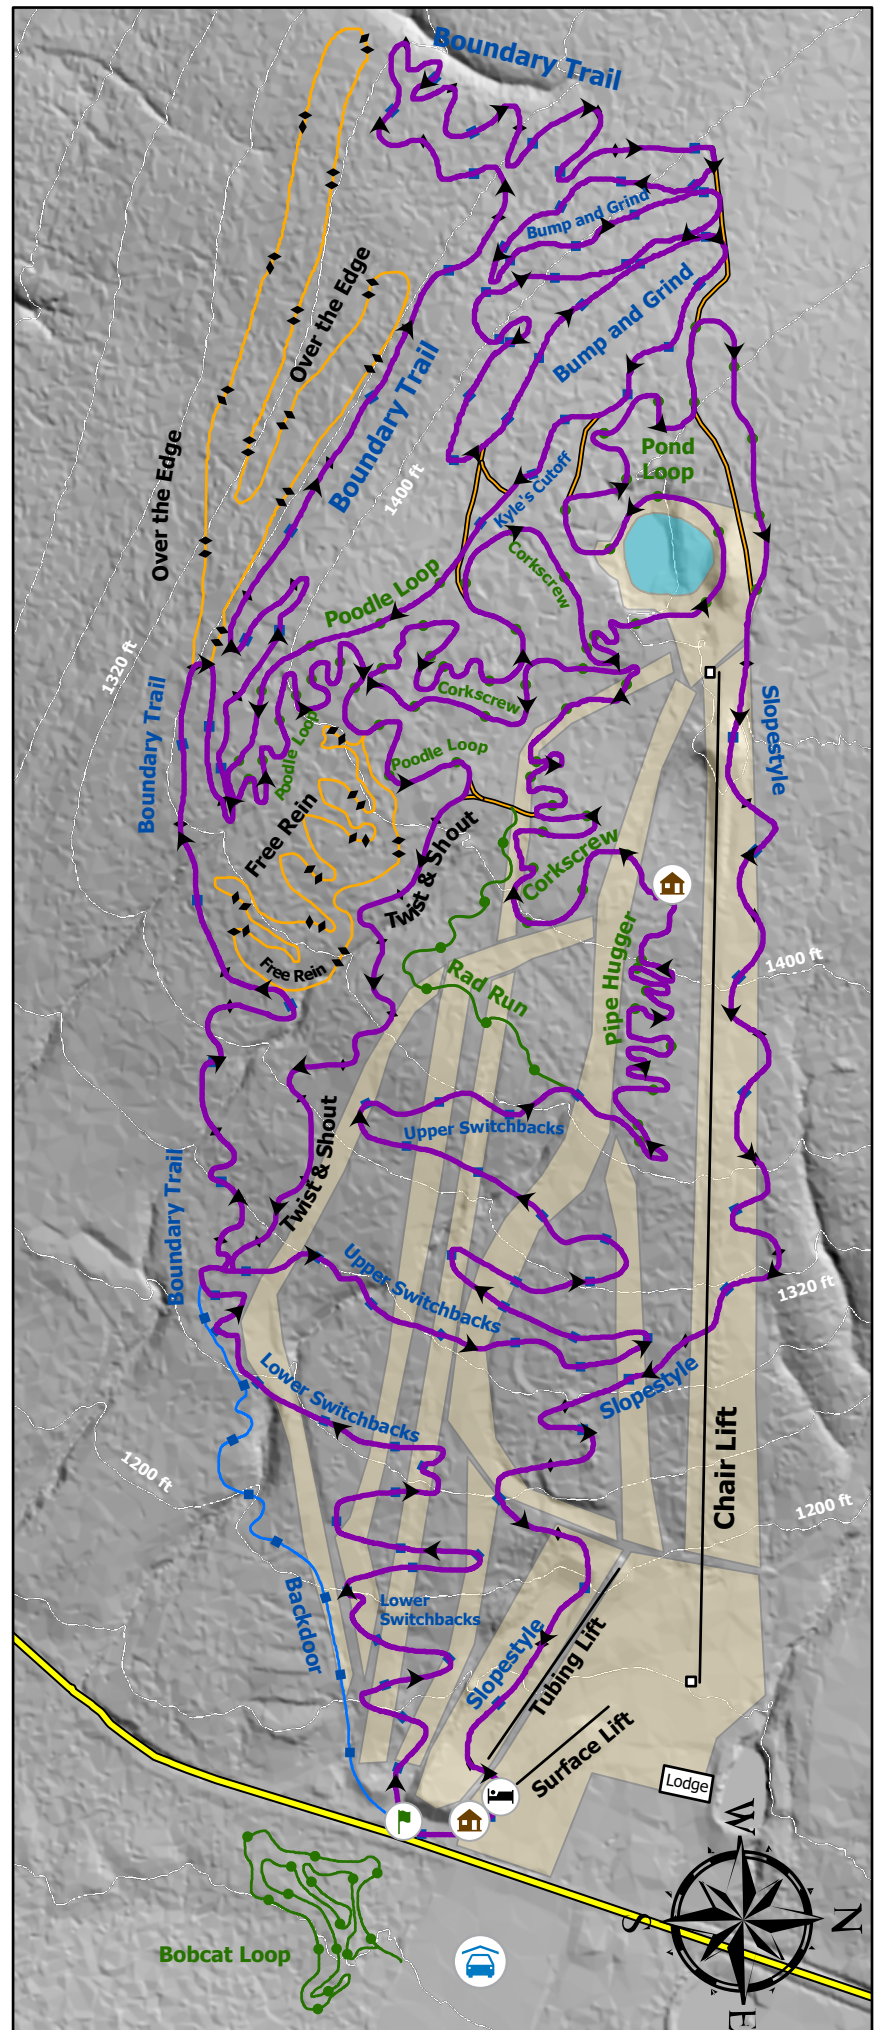 Boundary Trail
Bump and Grind
Over the Edge
Bump and Grind
Boundary Trail
Over the Edge
1400 ft
Pond
Loop
Kyle's Cutoff
Corkscrew
Poodle Loop
1320 ft
Boundary Trail
Corkscrew
Slopestyle
Poodle Loop
Poodle Loop
Free Rein
Twist & Shout
Corkscrew
Free Rein
Rad Run
Pipe Hugger
1400 ft
Upper Switchbacks
Twist & Shout
Boundary Trail
Upper Switchbacks
1320 ft
Slopestyle
Lower Switchbacks
Chair Lift
1200 ft
1200 ft
Backdoor
Lower
Switchbacks
Slopestyle
Tubing Lift
Surface Lift
Lodge
W
N
S
E
Bobcat Loop